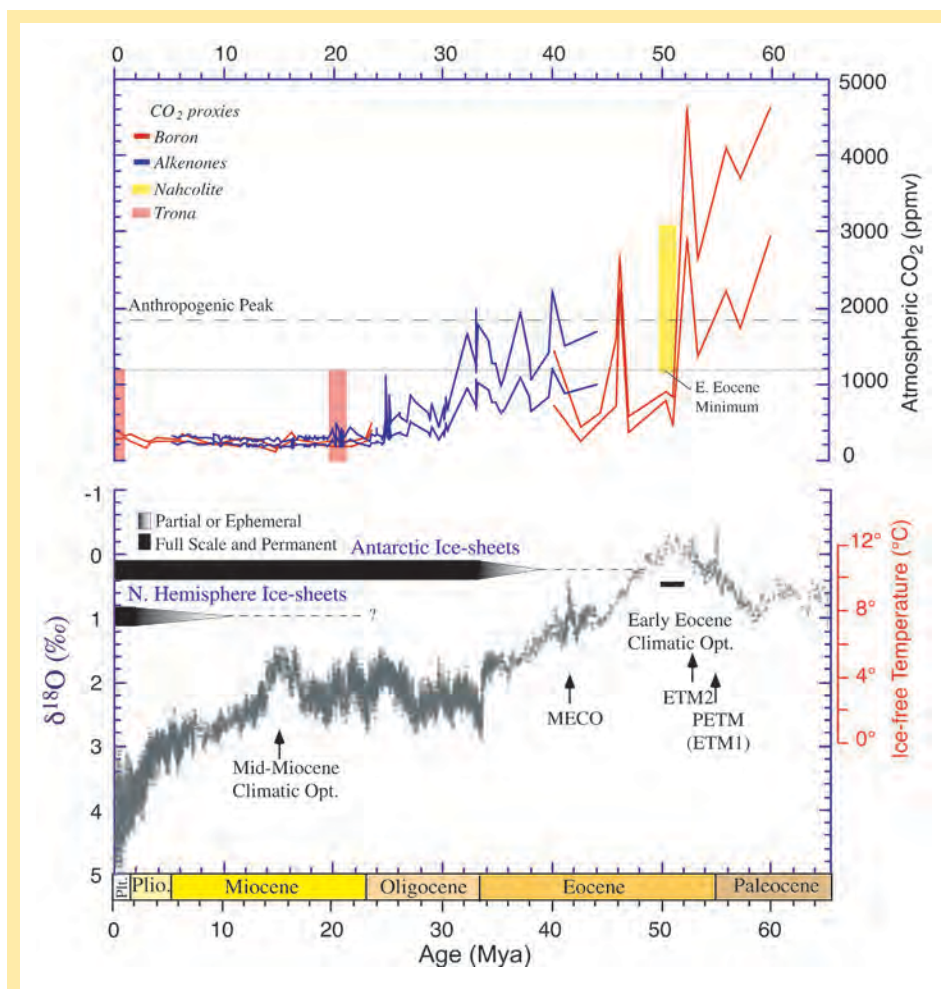 0 10 20 30 40 50 60
CO2 proxies
Boron
Alkenones
Nahcolite
Trona
Anthropogenic Peak
E. Eocene
Minimum
5000
4000
3000
2000
1000
0
Atmospheric CO2 (ppmv)
-1
0
1
2
3
4
5
δ18O (‰)
Partial or Ephemeral
Full Scale and Permanent
Antarctic Ice-sheets
N. Hemisphere Ice-sheets
?
Early Eocene
Climatic Opt.
ETM2
PETM
(ETM1)
MECO
Mid-Miocene
Climatic Opt.
12°
8°
4°
0°
Ice-free Temperature (°C)
Plt. Plio. Miocene Oligocene Eocene Paleocene
0 10 20 30 40 50 60
Age (Mya)